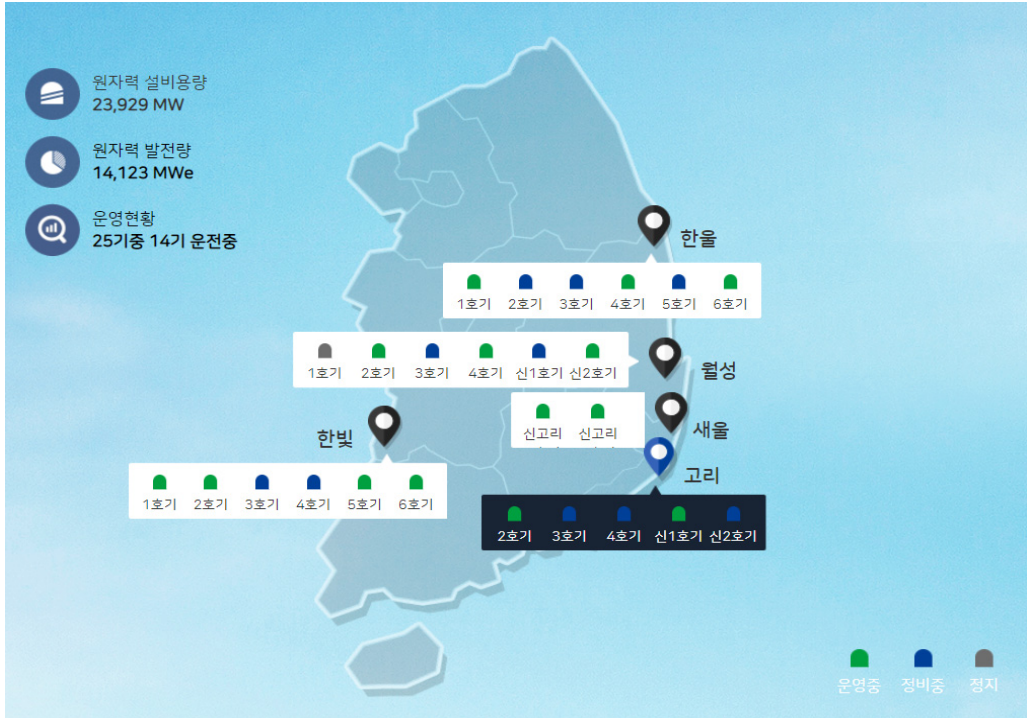 원자력 설비용량
23,929 MW
원자력 발전량
14,123 MWe
운영현황
25기중 14기 운전중
한울
1호기 2호기 3호기 4호기 5호기 6호기
월성
1호기 2호기 3호기 4호기 신1호기 신2호기
새울
신고리 신고리
한빛
1호기 2호기 3호기 4호기 5호기 6호기
고리
2호기 3호기 4호기 신1호기 신2호기
운영중 정비중 정지